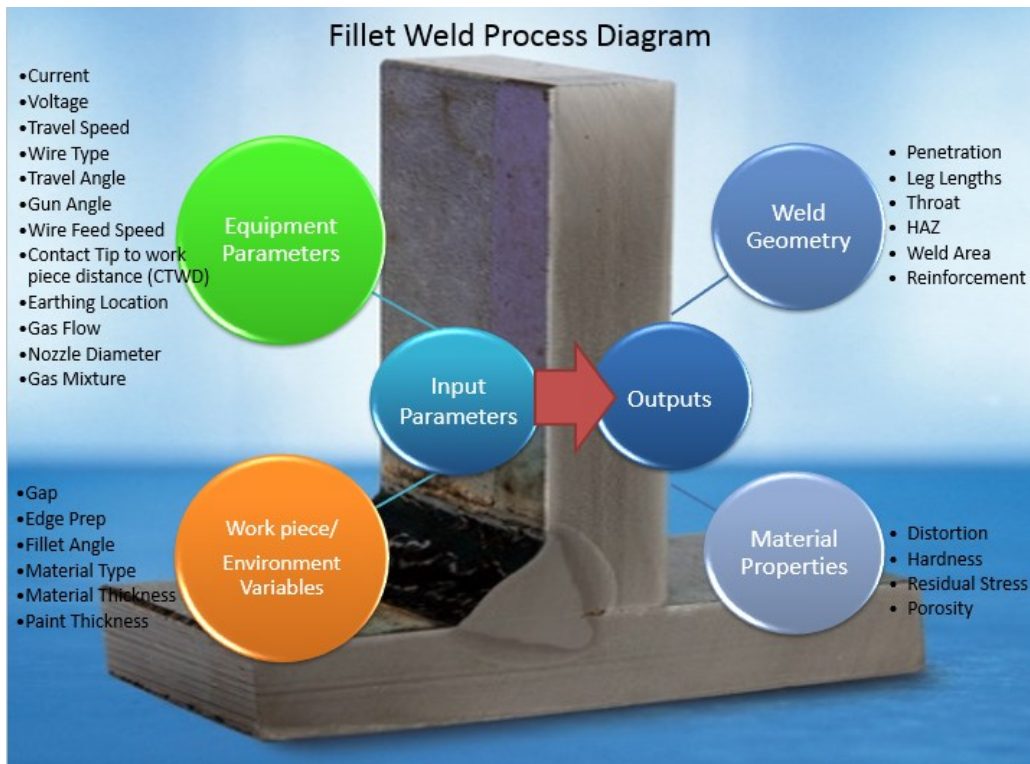 Fillet Weld Process Diagram
•Current
•Voltage
•Travel Speed
•Wire Type
•Travel Angle
•Gun Angle
•Wire Feed Speed
•Contact Tip to work
piece distance (CTWD)
•Earthing Location
•Gas Flow
•Nozzle Diameter
•Gas Mixture
Equipment
Parameters
Input
Parameters
•Gap
•Edge Prep
•Fillet Angle
•Material Type
•Material Thickness
•Paint Thickness
Work piece/
Environment
Variables
Outputs
Weld
Geometry
• Penetration
• Leg Lengths
• Throat
• HAZ
• Weld Area
• Reinforcement
Material
Properties
• Distortion
• Hardness
• Residual Stress
• Porosity